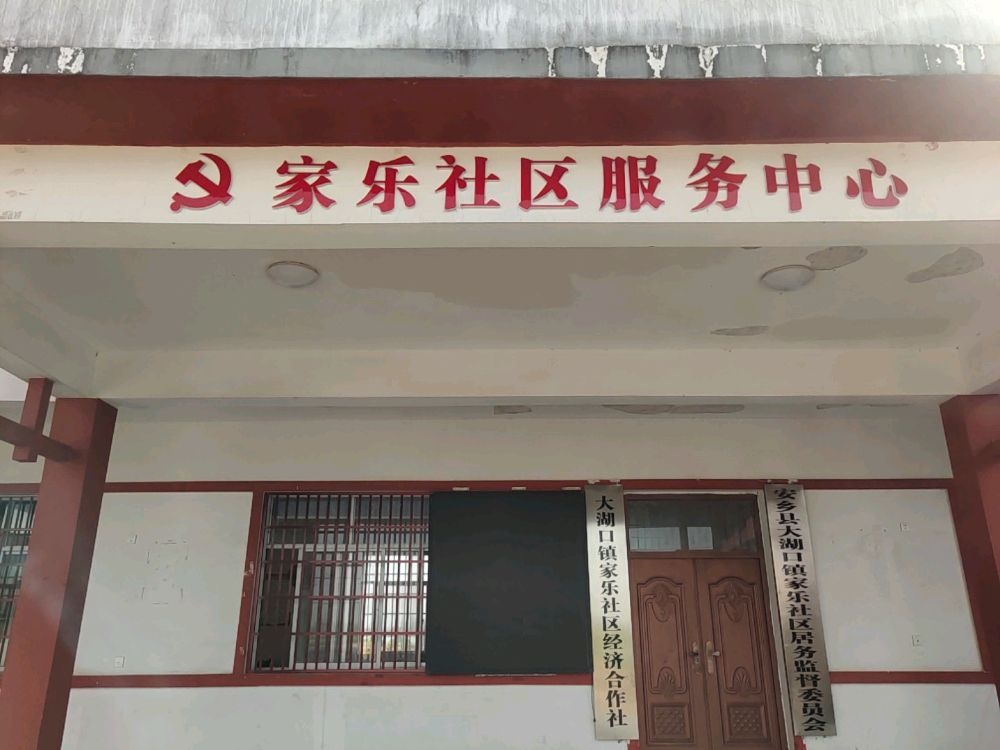 家乐社区服务中心
大湖口镇家乐社区经济合作社
安乡县大湖口镇家乐社区居务监督委员会